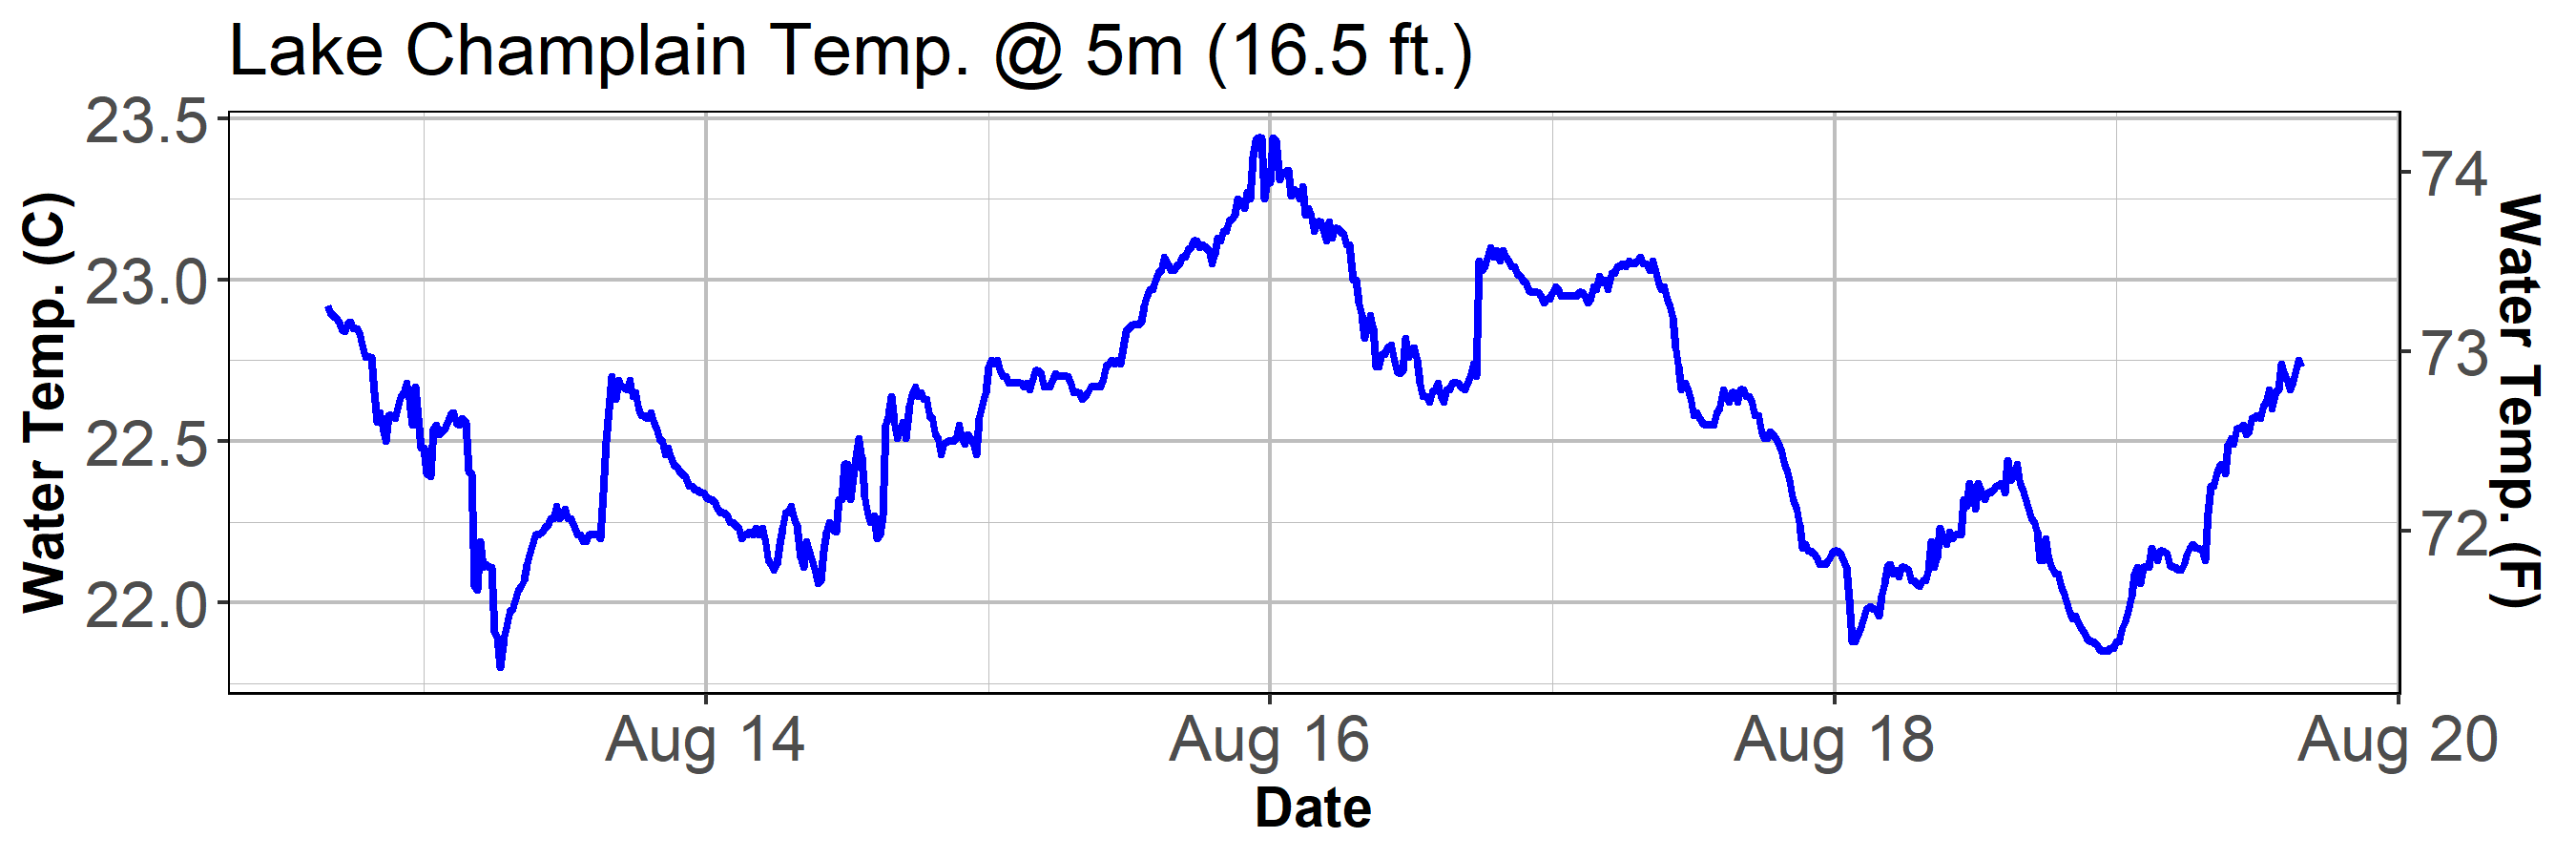 Lake Champlain Temp. @ 5m (16.5 ft.)
Water Temp. (C)
23.5
23.0
22.5
22.0
74
73
72
Water Temp. (F)
Aug 14 Aug 16 Aug 18 Aug 20
Date